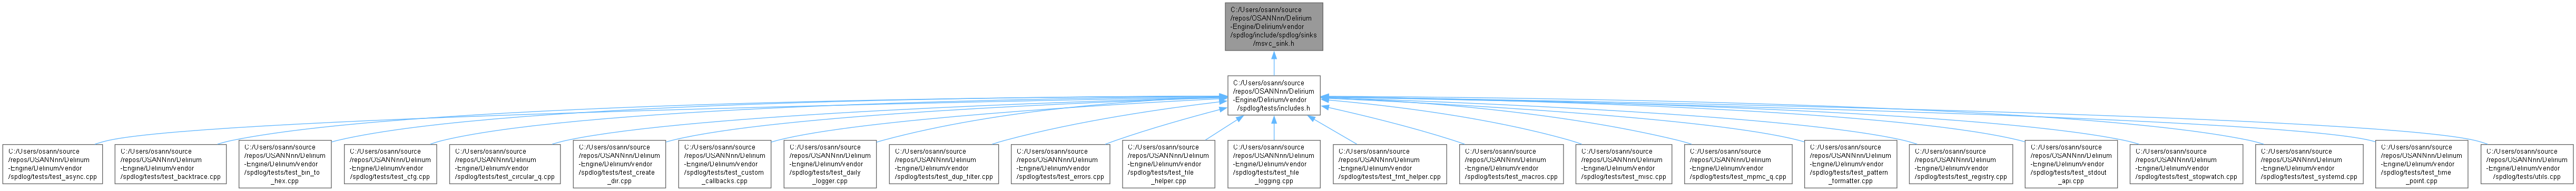 C:/Users/osann/source
/repos/OSANNnn/Delirium
-Engine/Delirium/vendor
/spdlog/include/spdlog/sinks
/msvc_sink.h
C:/Users/osann/source
/repos/OSANNnn/Delirium
-Engine/Delirium/vendor
/spdlog/tests/includes.h
C:/Users/osann/source
/repos/OSANNnn/Delirium
-Engine/Delirium/vendor
/spdlog/tests/test_async.cpp
C:/Users/osann/source
/repos/OSANNnn/Delirium
-Engine/Delirium/vendor
/spdlog/tests/test_backtrace.cpp
C:/Users/osann/source
/repos/OSANNnn/Delirium
-Engine/Delirium/vendor
/spdlog/tests/test_bin_to
_hex.cpp
C:/Users/osann/source
/repos/OSANNnn/Delirium
-Engine/Delirium/vendor
/spdlog/tests/test_cfg.cpp
C:/Users/osann/source
/repos/OSANNnn/Delirium
-Engine/Delirium/vendor
/spdlog/tests/test_circular_q.cpp
C:/Users/osann/source
/repos/OSANNnn/Delirium
-Engine/Delirium/vendor
/spdlog/tests/test_create
_dir.cpp
C:/Users/osann/source
/repos/OSANNnn/Delirium
-Engine/Delirium/vendor
/spdlog/tests/test_custom
_callbacks.cpp
C:/Users/osann/source
/repos/OSANNnn/Delirium
-Engine/Delirium/vendor
/spdlog/tests/test_daily
_logger.cpp
C:/Users/osann/source
/repos/OSANNnn/Delirium
-Engine/Delirium/vendor
/spdlog/tests/test_dup_filter.cpp
C:/Users/osann/source
/repos/OSANNnn/Delirium
-Engine/Delirium/vendor
/spdlog/tests/test_errors.cpp
C:/Users/osann/source
/repos/OSANNnn/Delirium
-Engine/Delirium/vendor
/spdlog/tests/test_file
_helper.cpp
C:/Users/osann/source
/repos/OSANNnn/Delirium
-Engine/Delirium/vendor
/spdlog/tests/test_file
_logging.cpp
C:/Users/osann/source
/repos/OSANNnn/Delirium
-Engine/Delirium/vendor
/spdlog/tests/test_fmt_helper.cpp
C:/Users/osann/source
/repos/OSANNnn/Delirium
-Engine/Delirium/vendor
/spdlog/tests/test_macros.cpp
C:/Users/osann/source
/repos/OSANNnn/Delirium
-Engine/Delirium/vendor
/spdlog/tests/test_misc.cpp
C:/Users/osann/source
/repos/OSANNnn/Delirium
-Engine/Delirium/vendor
/spdlog/tests/test_mpmc_q.cpp
C:/Users/osann/source
/repos/OSANNnn/Delirium
-Engine/Delirium/vendor
/spdlog/tests/test_pattern
_formatter.cpp
C:/Users/osann/source
/repos/OSANNnn/Delirium
-Engine/Delirium/vendor
/spdlog/tests/test_registry.cpp
C:/Users/osann/source
/repos/OSANNnn/Delirium
-Engine/Delirium/vendor
/spdlog/tests/test_stdout
_api.cpp
C:/Users/osann/source
/repos/OSANNnn/Delirium
-Engine/Delirium/vendor
/spdlog/tests/test_stopwatch.cpp
C:/Users/osann/source
/repos/OSANNnn/Delirium
-Engine/Delirium/vendor
/spdlog/tests/test_systemd.cpp
C:/Users/osann/source
/repos/OSANNnn/Delirium
-Engine/Delirium/vendor
/spdlog/tests/test_time
_point.cpp
C:/Users/osann/source
/repos/OSANNnn/Delirium
-Engine/Delirium/vendor
/spdlog/tests/utils.cpp